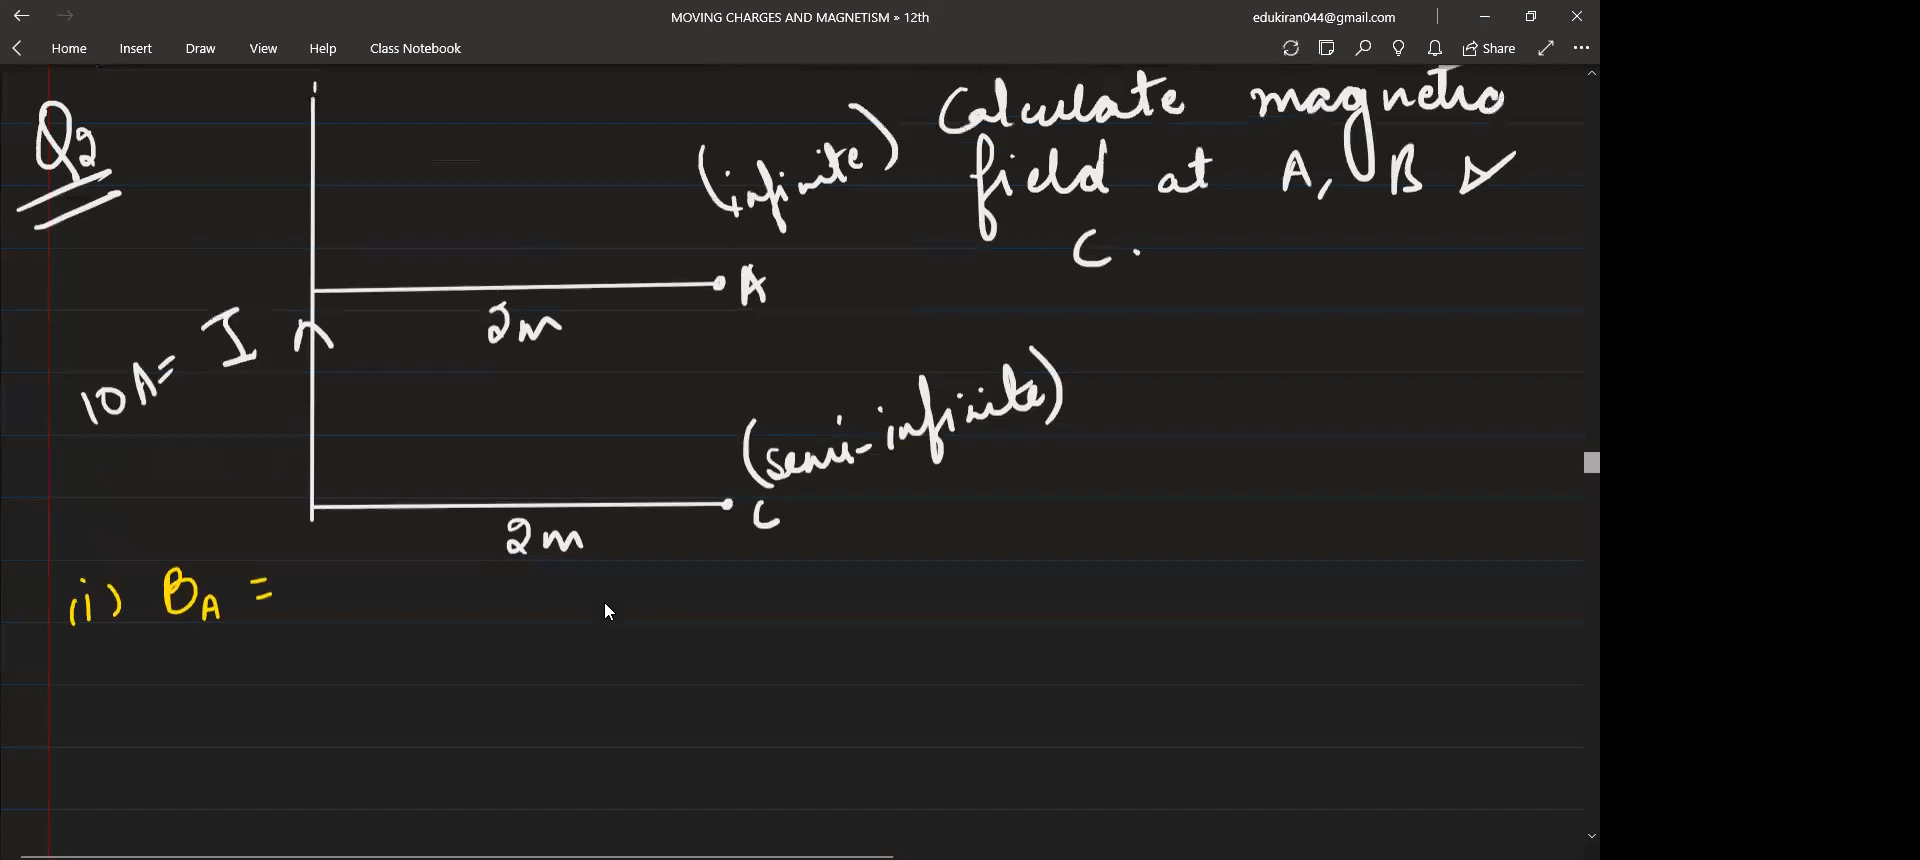 MOVING CHARGES AND MAGNETISM » 12th
edukiran044@gmail.com
Home Insert Draw View Help Class Notebook
Share
Q2
(infinite)
Calculate magnetic
field at A, B &
C.
A
2m
10A = I
(semi-infinite)
C
2m
(i) B_A =